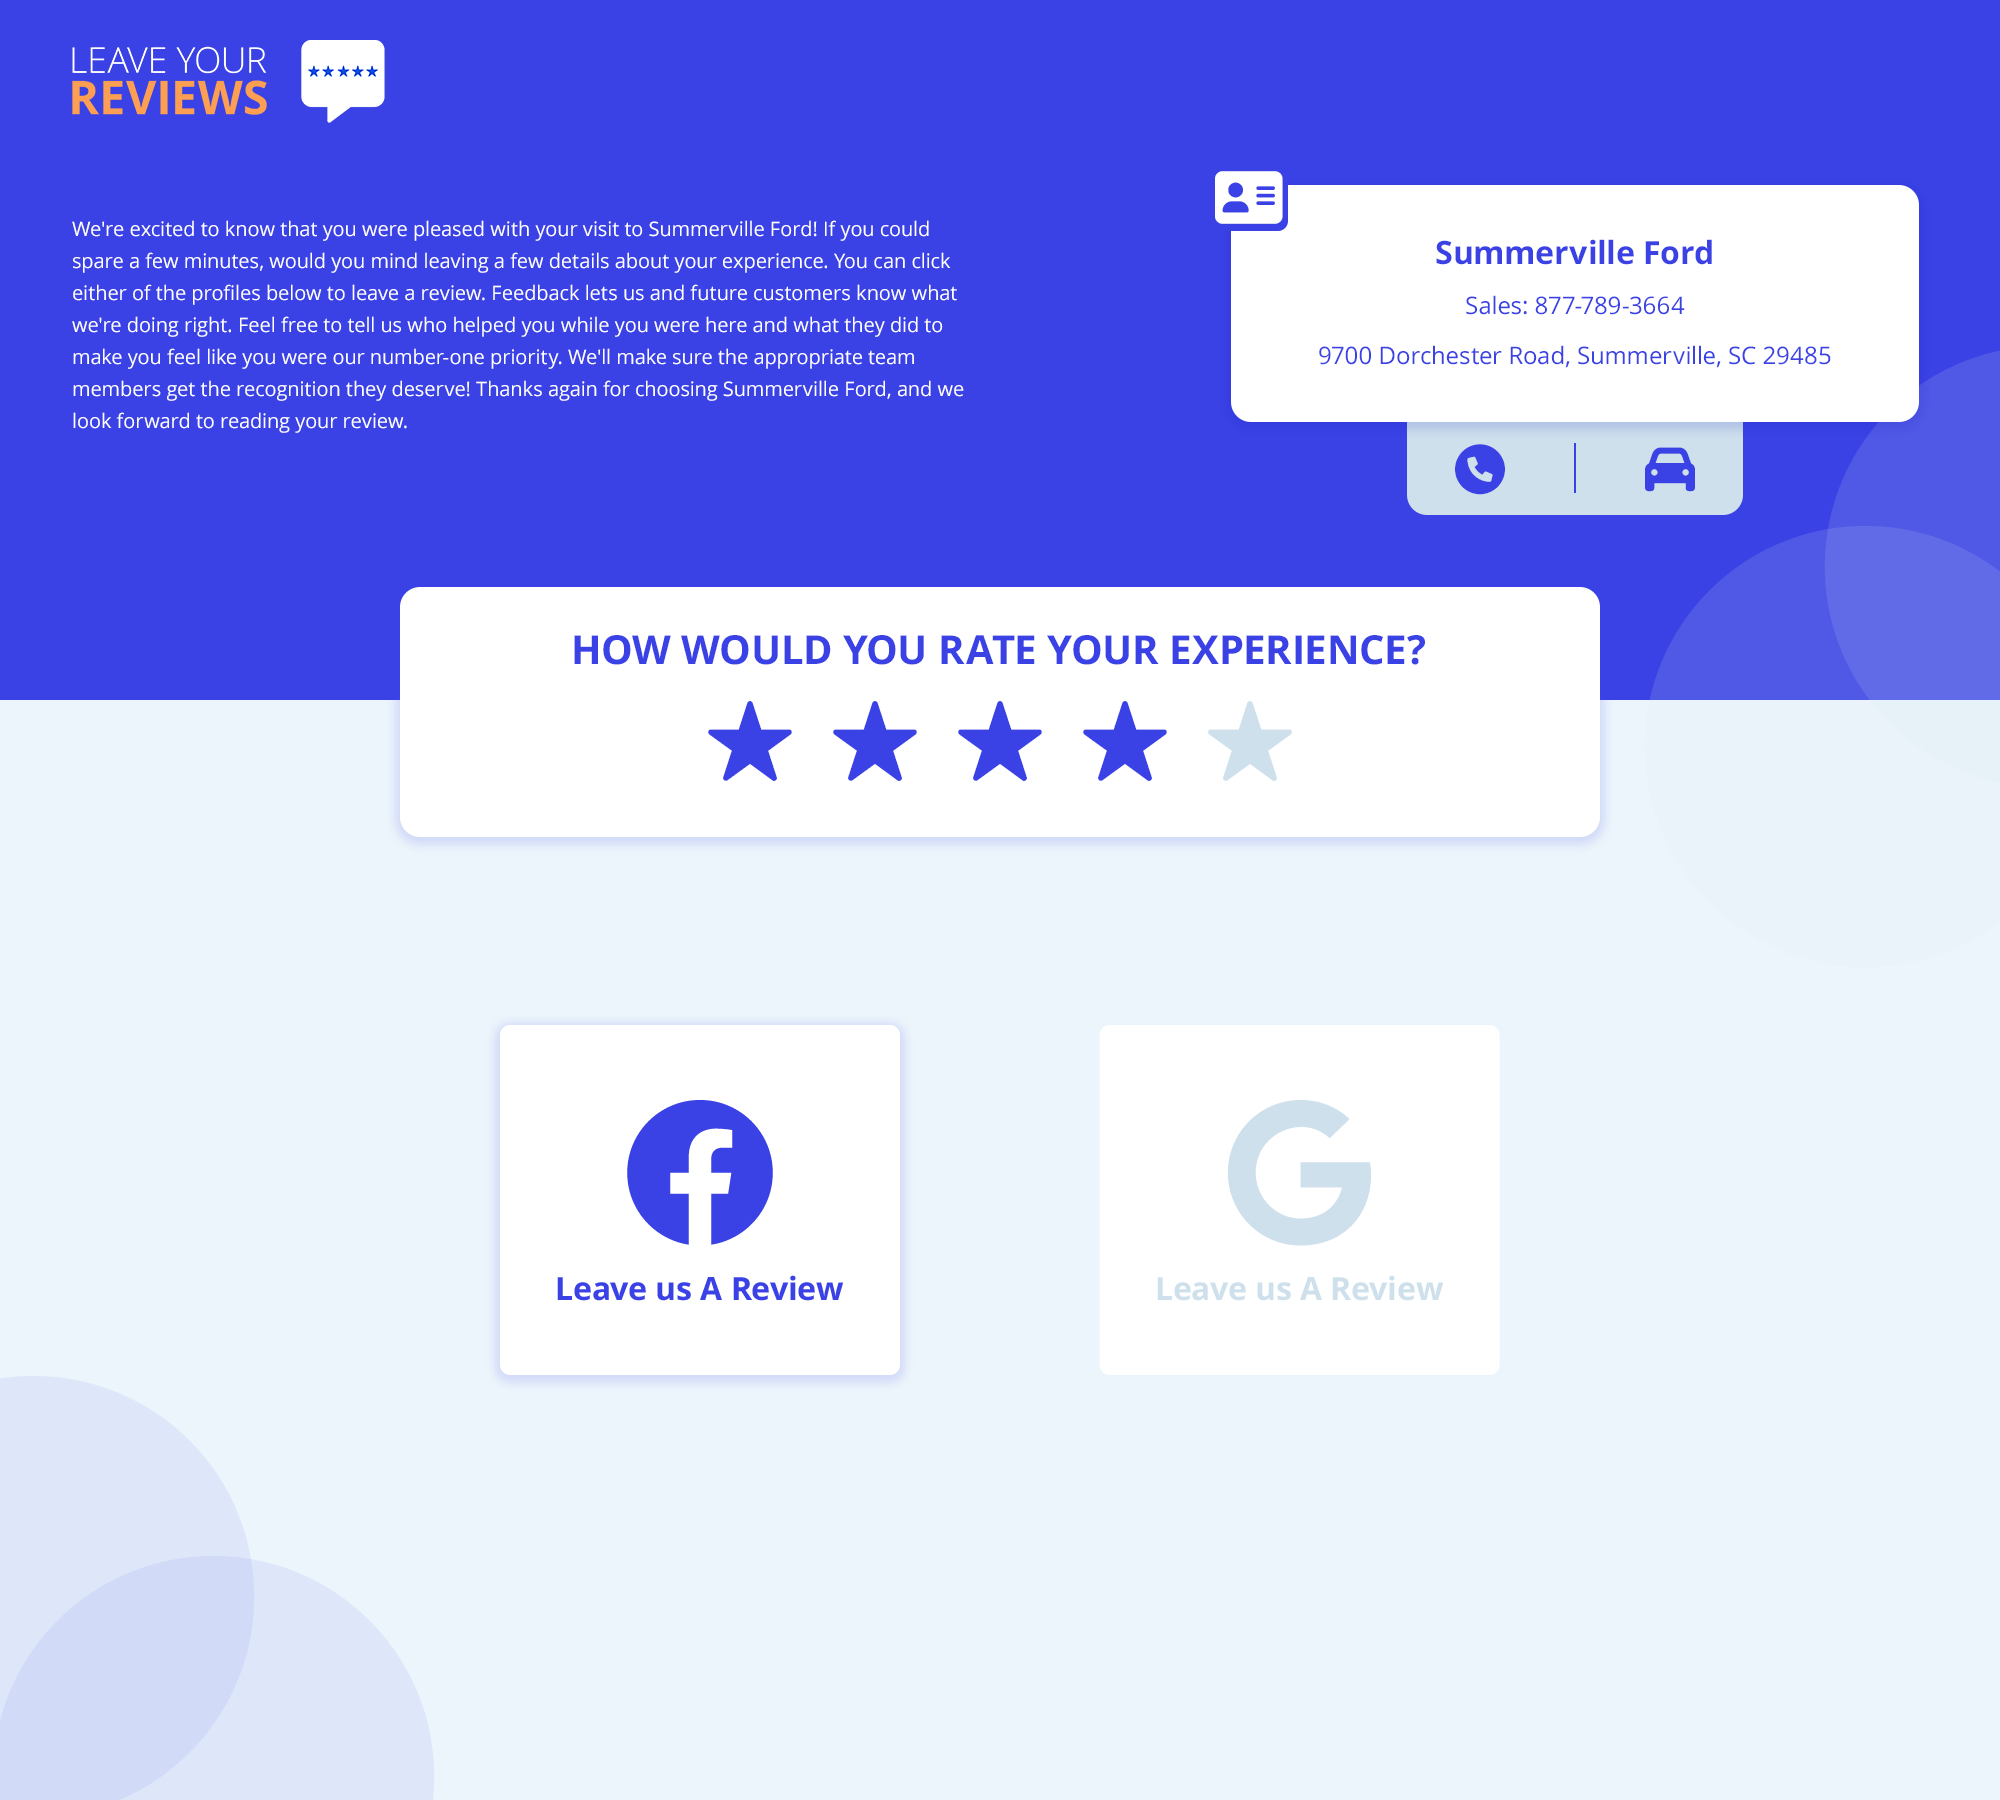 LEAVE YOUR
REVIEWS
We're excited to know that you were pleased with your visit to Summerville Ford! If you could
spare a few minutes, would you mind leaving a few details about your experience. You can click
either of the profiles below to leave a review. Feedback lets us and future customers know what
we're doing right. Feel free to tell us who helped you while you were here and what they did to
make you feel like you were our number-one priority. We'll make sure the appropriate team
members get the recognition they deserve! Thanks again for choosing Summerville Ford, and we
look forward to reading your review.
Summerville Ford
Sales: 877-789-3664
9700 Dorchester Road, Summerville, SC 29485
HOW WOULD YOU RATE YOUR EXPERIENCE?
Leave us A Review
Leave us A Review